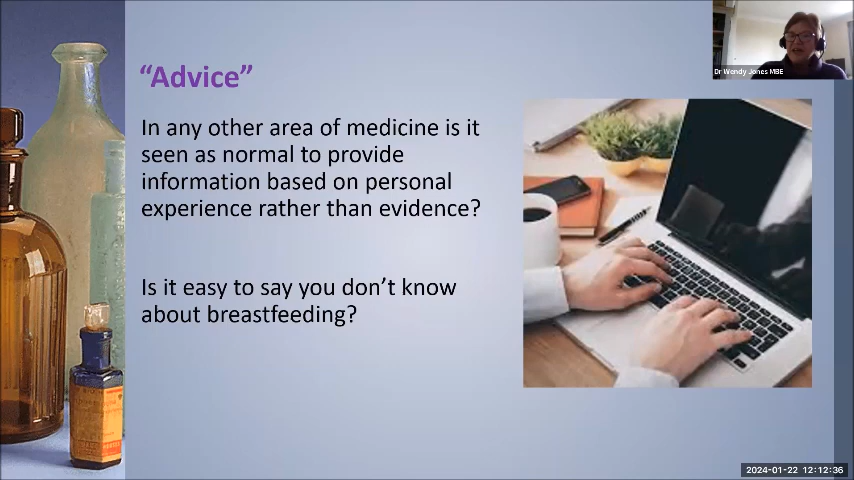 “Advice”
In any other area of medicine is it
seen as normal to provide
information based on personal
experience rather than evidence?
Is it easy to say you don’t know
about breastfeeding?
Dr Wendy Jones MBE
2024-01-22 12:12:36